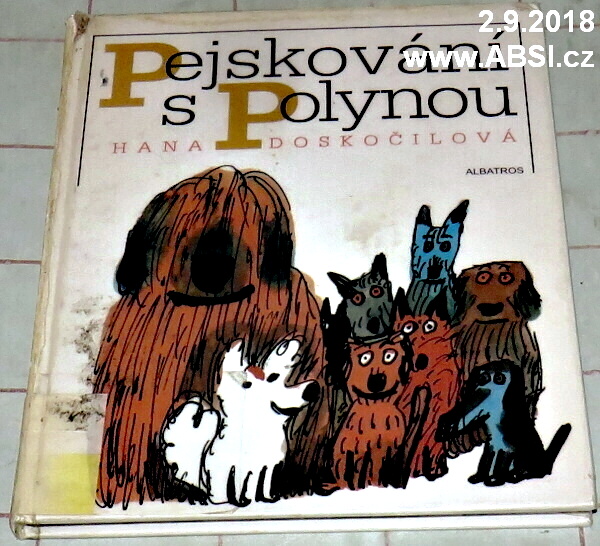 2.9.2018
www.ABSI.cz
Pejskování
s Polynou
HANA DOSKOČILOVÁ
ALBATROS